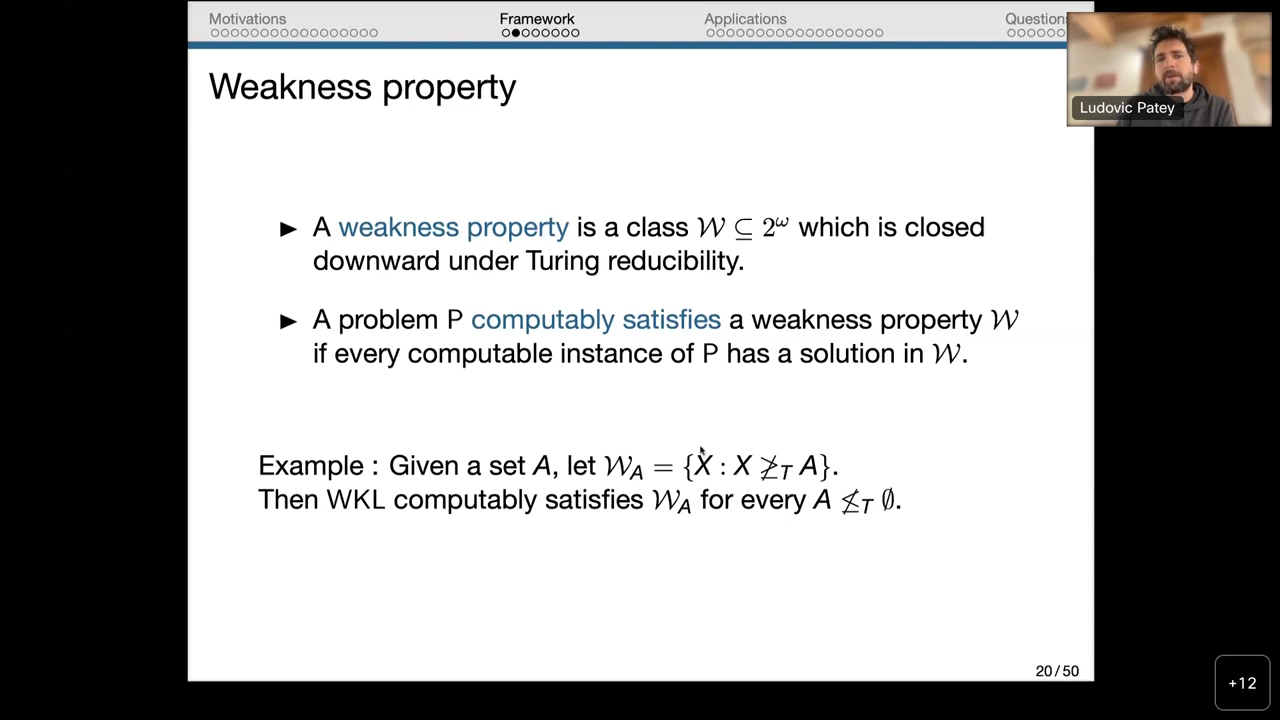 Motivations Framework Applications Question
Ludovic Patey
Weakness property
► A weakness property is a class 𝒲 ⊆ 2^ω which is closed
downward under Turing reducibility.
► A problem P computably satisfies a weakness property 𝒲
if every computable instance of P has a solution in 𝒲.
Example : Given a set A, let 𝒲_A = {X : X ≱_T A}.
Then WKL computably satisfies 𝒲_A for every A ≰_T ∅.
20 / 50
+12